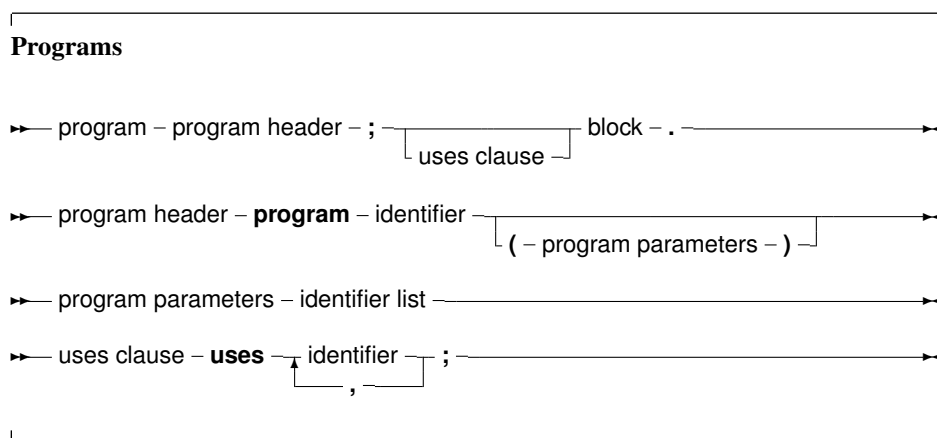 Programs
program – program header – ; – block – .
uses clause –
program header – program – identifier –
( – program parameters – ) –
program parameters – identifier list –
uses clause – uses – identifier – ; –
, –